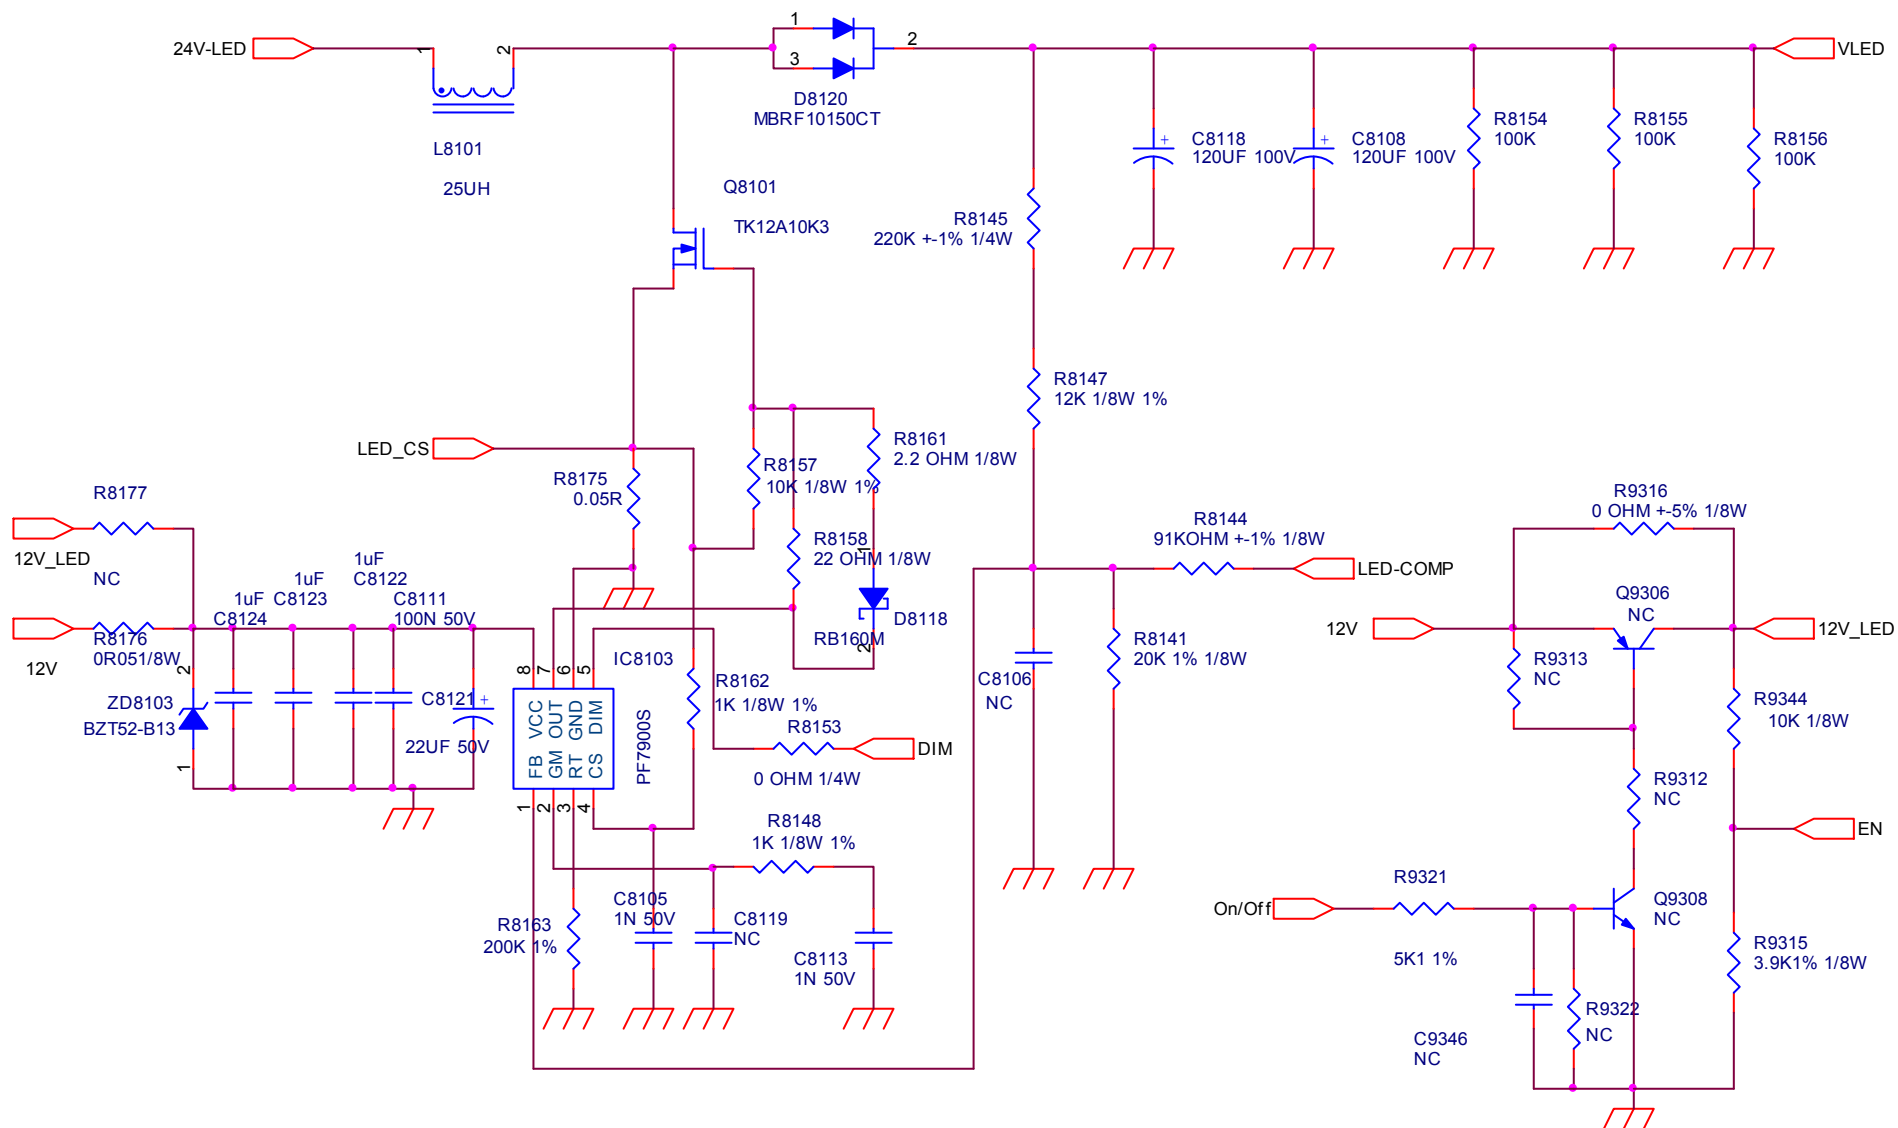 24V-LED
1
2
L8101
25UH
1
3
2
D8120
MBRF10150CT
VLED
C8118
120UF 100V
C8108
120UF 100V
R8154
100K
R8155
100K
R8156
100K
Q8101
TK12A10K3
R8145
220K +-1% 1/4W
R8147
12K 1/8W 1%
LED_CS
R8175
0.05R
R8157
10K 1/8W 1%
R8161
2.2 OHM 1/8W
R8158
22 OHM 1/8W
1
D8118
RB160M
2
R8177
12V_LED
NC
R8176
0R051/8W
12V
1uF
C8124
1uF
C8123
1uF
C8122
C8111
100N 50V
2
ZD8103
BZT52-B13
1
C8121
22UF 50V
IC8103
PF7900S
8
7
6
5
VCC
OUT
GND
DIM
FB
GM
RT
CS
1
2
3
4
R8162
1K 1/8W 1%
R8153
0 OHM 1/4W
DIM
R8148
1K 1/8W 1%
R8163
200K 1%
C8105
1N 50V
C8119
NC
C8113
1N 50V
R8144
91KOHM +-1% 1/8W
LED-COMP
C8106
NC
R8141
20K 1% 1/8W
R9316
0 OHM +-5% 1/8W
Q9306
NC
12V
12V_LED
R9313
NC
R9344
10K 1/8W
R9312
NC
EN
On/Off
R9321
5K1 1%
Q9308
NC
R9315
3.9K1% 1/8W
R9322
NC
C9346
NC